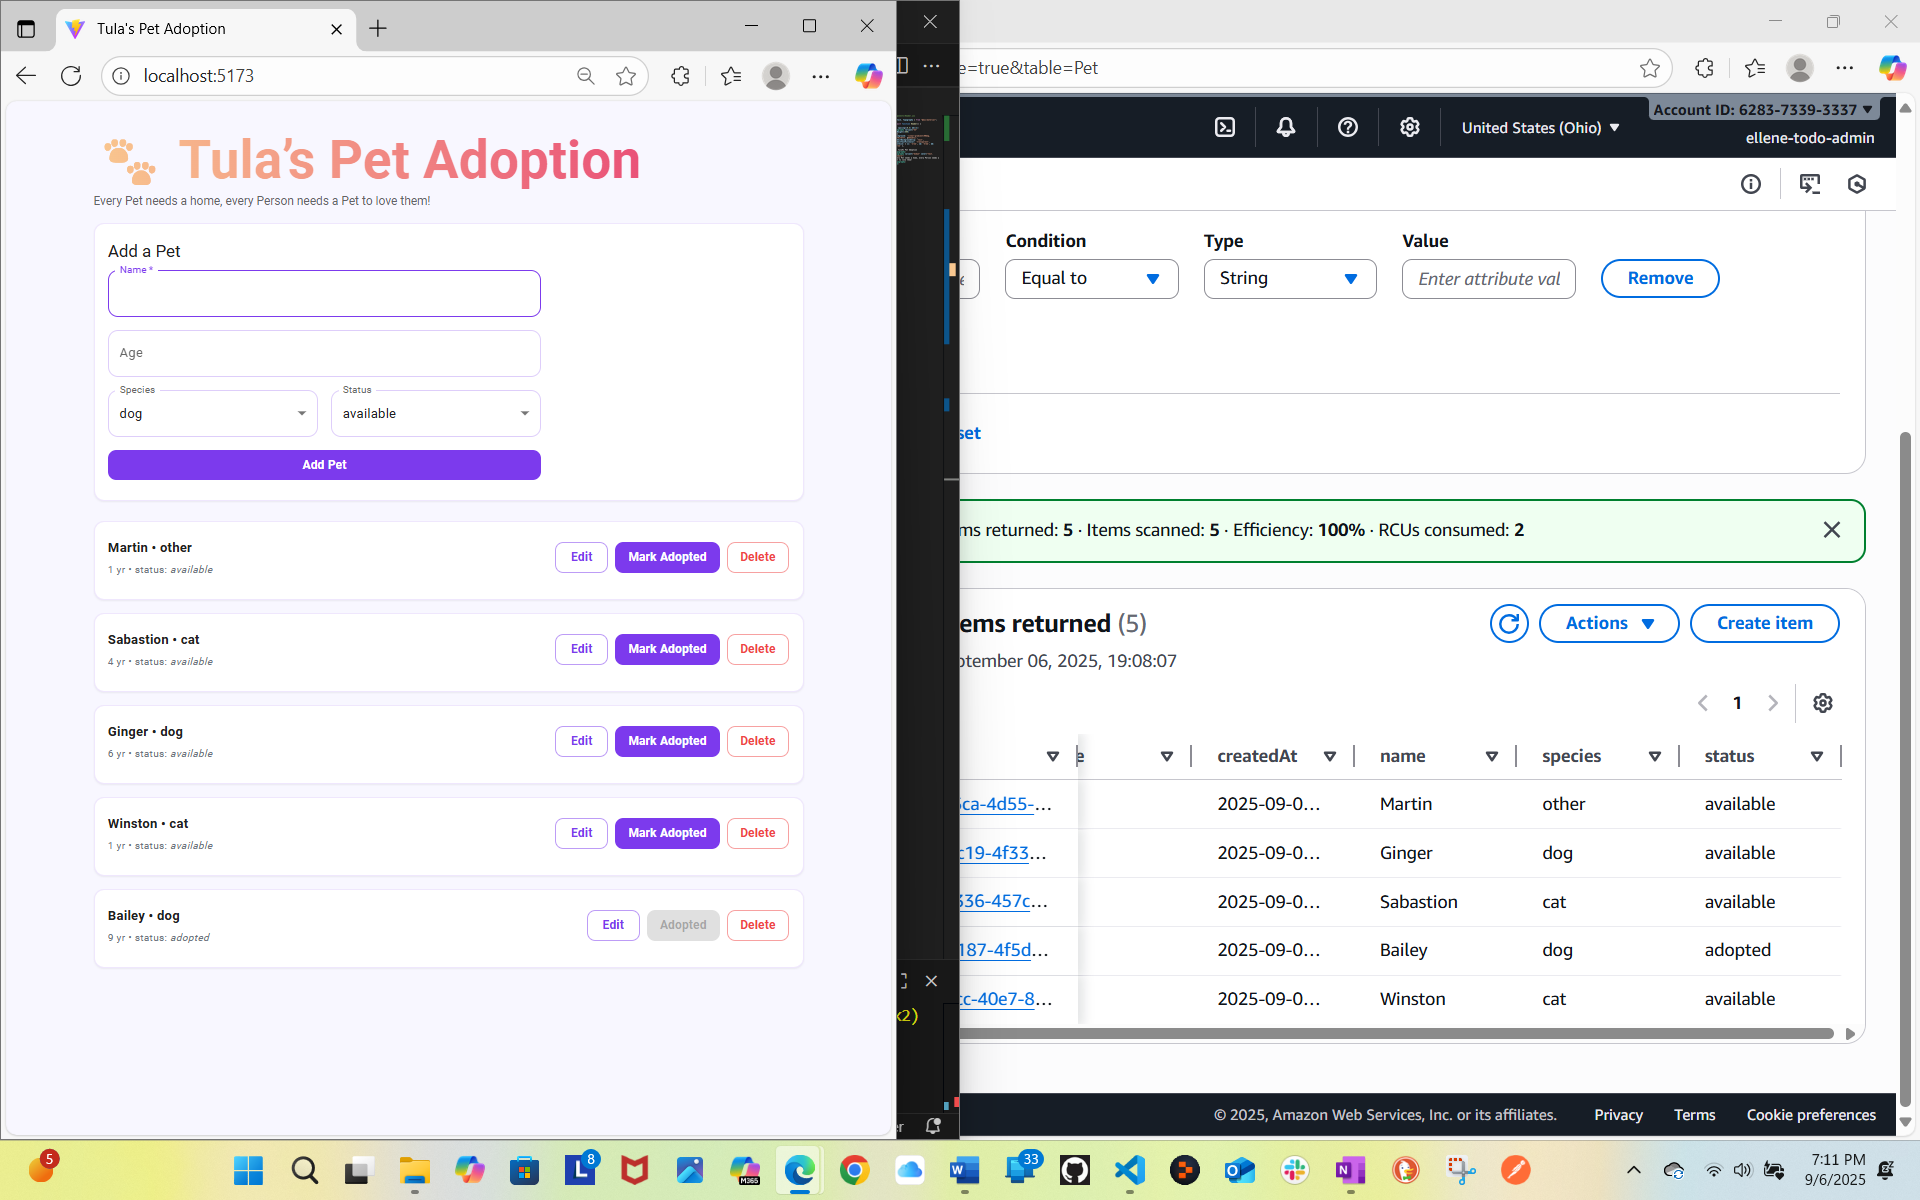 Tula's Pet Adoption
localhost:5173
Tula's Pet Adoption
Every Pet needs a home, every Person needs a Pet to love them!
Add a Pet
Name *
Age
Species
dog
Status
available
Add Pet
Martin • other
1 yr • status: available
Edit
Mark Adopted
Delete
Sabastion • cat
4 yr • status: available
Edit
Mark Adopted
Delete
Ginger • dog
6 yr • status: available
Edit
Mark Adopted
Delete
Winston • cat
1 yr • status: available
Edit
Mark Adopted
Delete
Bailey • dog
9 yr • status: adopted
Edit
Adopted
Delete
x2)
er
e=true&table=Pet
Account ID: 6283-7339-3337
United States (Ohio)
ellene-todo-admin
Condition
Type
Value
Equal to
String
Enter attribute val
Remove
set
ms returned: 5 · Items scanned: 5 · Efficiency: 100% · RCUs consumed: 2
ems returned (5)
Actions
Create item
ptember 06, 2025, 19:08:07
1
e createdAt name species status
5ca-4d55-... 2025-09-0... Martin other available
c19-4f33... 2025-09-0... Ginger dog available
336-457c... 2025-09-0... Sabastion cat available
187-4f5d... 2025-09-0... Bailey dog adopted
cc-40e7-8... 2025-09-0... Winston cat available
© 2025, Amazon Web Services, Inc. or its affiliates.
Privacy
Terms
Cookie preferences
5
8
M365
33
7:11 PM
9/6/2025